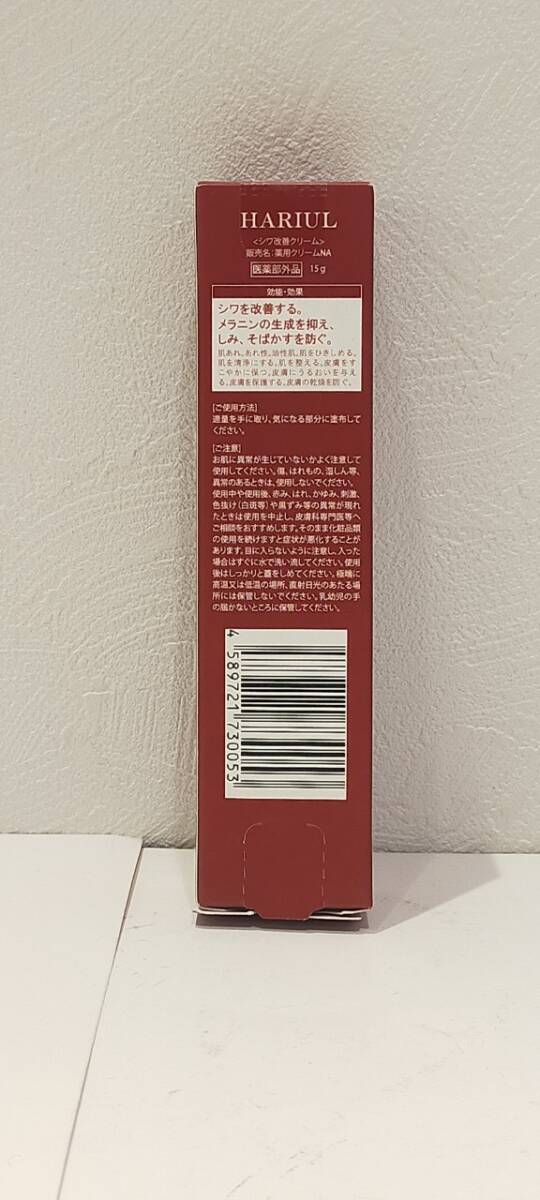 HARIUL
<シワ改善クリーム>
販売名：薬用クリームNA
医薬部外品 15g
効能・効果
シワを改善する。
メラニンの生成を抑え、
しみ、そばかすを防ぐ。
肌あれ。あれ性。油性肌。肌をひきしめる。
肌を清浄にする。肌を整える。皮膚をす
こやかに保つ。皮膚にうるおいを与え
る。皮膚を保護する。皮膚の乾燥を防ぐ。
[ご使用方法]
適量を手に取り、気になる部分に塗布して
ください。
[ご注意]
お肌に異常が生じていないかよく注意して
使用してください。傷、はれもの、湿しん等、
異常のあるときは、使用しないでください。
使用中や使用後、赤み、はれ、かゆみ、刺激、
色抜け(白斑等)や黒ずみ等の異常が現れ
たときは使用を中止し、皮膚科専門医等へ
ご相談をおすすめします。そのまま化粧品類
の使用を続けますと症状が悪化することが
あります。目に入らないように注意し、入った
場合はすぐに水で洗い流してください。使用
後はしっかりと蓋をしめてください。極端に
高温又は低温の場所、直射日光のあたる場
所には保管しないでください。乳幼児の手
の届かないところに保管してください。
4 589721 730053